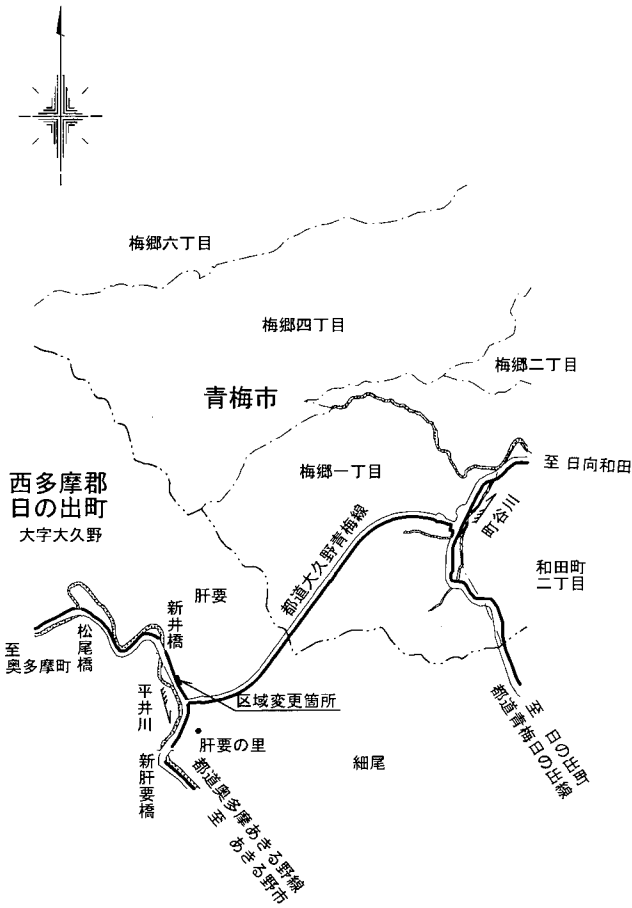 梅郷六丁目
梅郷四丁目
梅郷二丁目
青梅市
梅郷一丁目
至 日向和田
町谷川
西多摩郡
日の出町
大字大久野
都道大久野青梅線
和田町
二丁目
肝要
新井橋
松尾橋
至
奥多摩町
平井川
区域変更箇所
肝要の里
新肝要橋
細尾
都道奥多摩あきる野線
至 あきる野市
至 日の出町
都道青梅日の出線